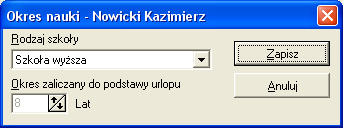 Okres nauki - Nowicki Kazimierz
Rodzaj szkoły
Szkoła wyższa
Zapisz
Okres zaliczany do podstawy urlopu
Anuluj
8 Lat